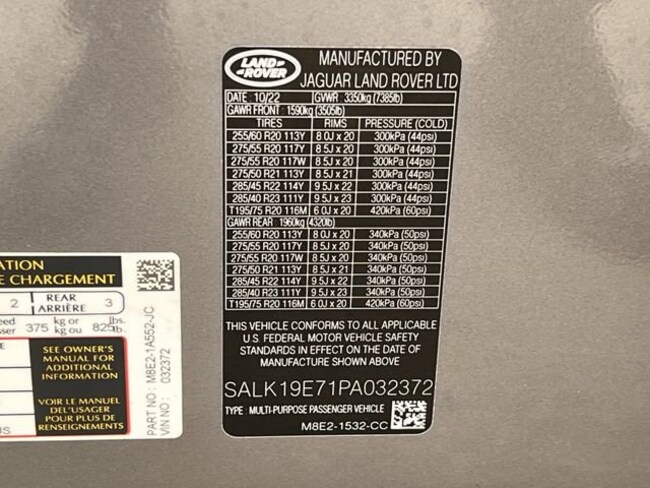 LAND ROVER
MANUFACTURED BY
JAGUAR LAND ROVER LTD
DATE 10/22 GVWR 3350kg (7385lb)
GAWR FRONT: 1590kg (3505lb)
TIRES RIMS PRESSURE (COLD)
255/60 R20 113Y 8.0J x 20 300kPa (44psi)
275/55 R20 117Y 8.5J x 20 300kPa (44psi)
275/55 R20 117W 8.5J x 20 300kPa (44psi)
275/50 R21 113Y 8.5J x 21 300kPa (44psi)
285/45 R22 114Y 9.5J x 22 300kPa (44psi)
285/40 R23 111Y 9.5J x 23 300kPa (44psi)
T195/75 R20 116M 6.0J x 20 420kPa (60psi)
GAWR REAR 1960kg (4320lb)
255/60 R20 113Y 8.0J x 20 340kPa (50psi)
275/55 R20 117Y 8.5J x 20 340kPa (50psi)
275/55 R20 117W 8.5J x 20 340kPa (50psi)
275/50 R21 113Y 8.5J x 21 340kPa (50psi)
285/45 R22 114Y 9.5J x 22 340kPa (50psi)
285/40 R23 111Y 9.5J x 23 340kPa (50psi)
T195/75 R20 116M 6.0J x 20 420kPa (60psi)
THIS VEHICLE CONFORMS TO ALL APPLICABLE
U.S. FEDERAL MOTOR VEHICLE SAFETY
STANDARDS IN EFFECT ON THE DATE OF
MANUFACTURE SHOWN ABOVE
SALK19E71PA032372
TYPE: MULTI-PURPOSE PASSENGER VEHICLE
M8E2-1532-CC
ATION
E CHARGEMENT
2 REAR 3
ARRIÈRE
eed 375 kg or 825 lbs.
sser kg ou lb.
SEE OWNER'S
MANUAL FOR
ADDITIONAL
INFORMATION
VOIR LE MANUEL
DE L'USAGER
POUR PLUS DE
RENSEIGNEMENTS
PART NO : M8E2-1A552-JC
VIN NO : 032372